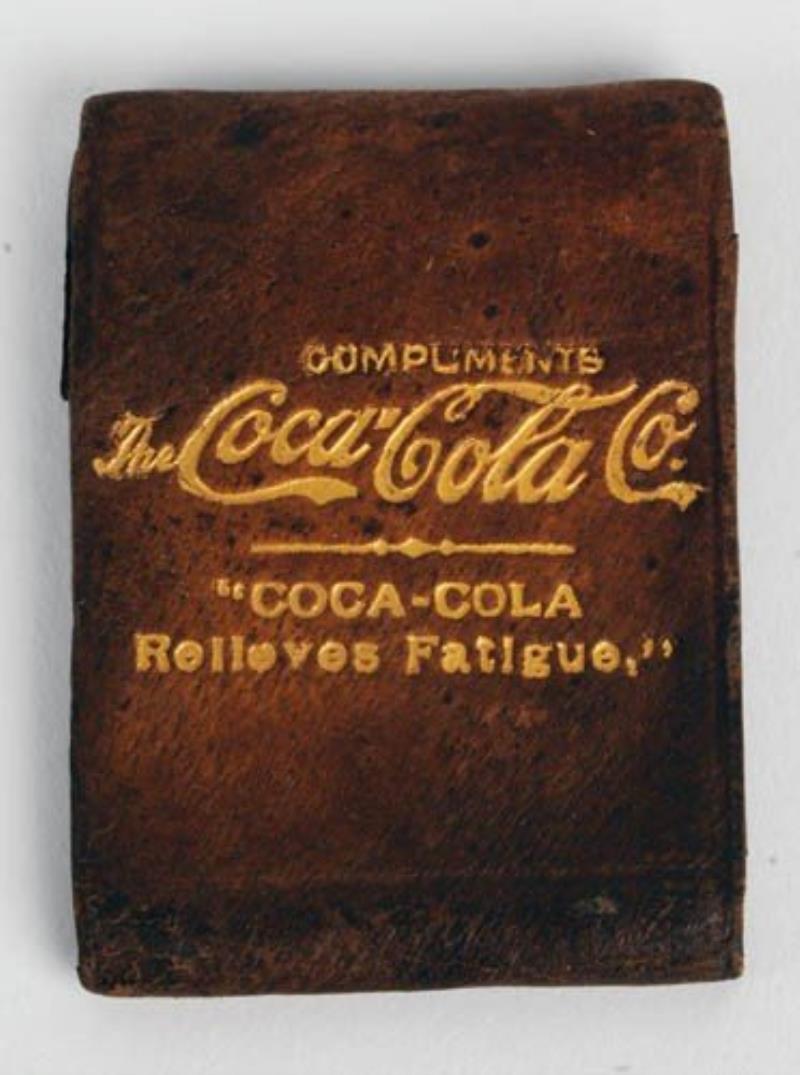 COMPLIMENTS
The Coca-Cola Co.
"COCA-COLA
Relieves Fatigue."